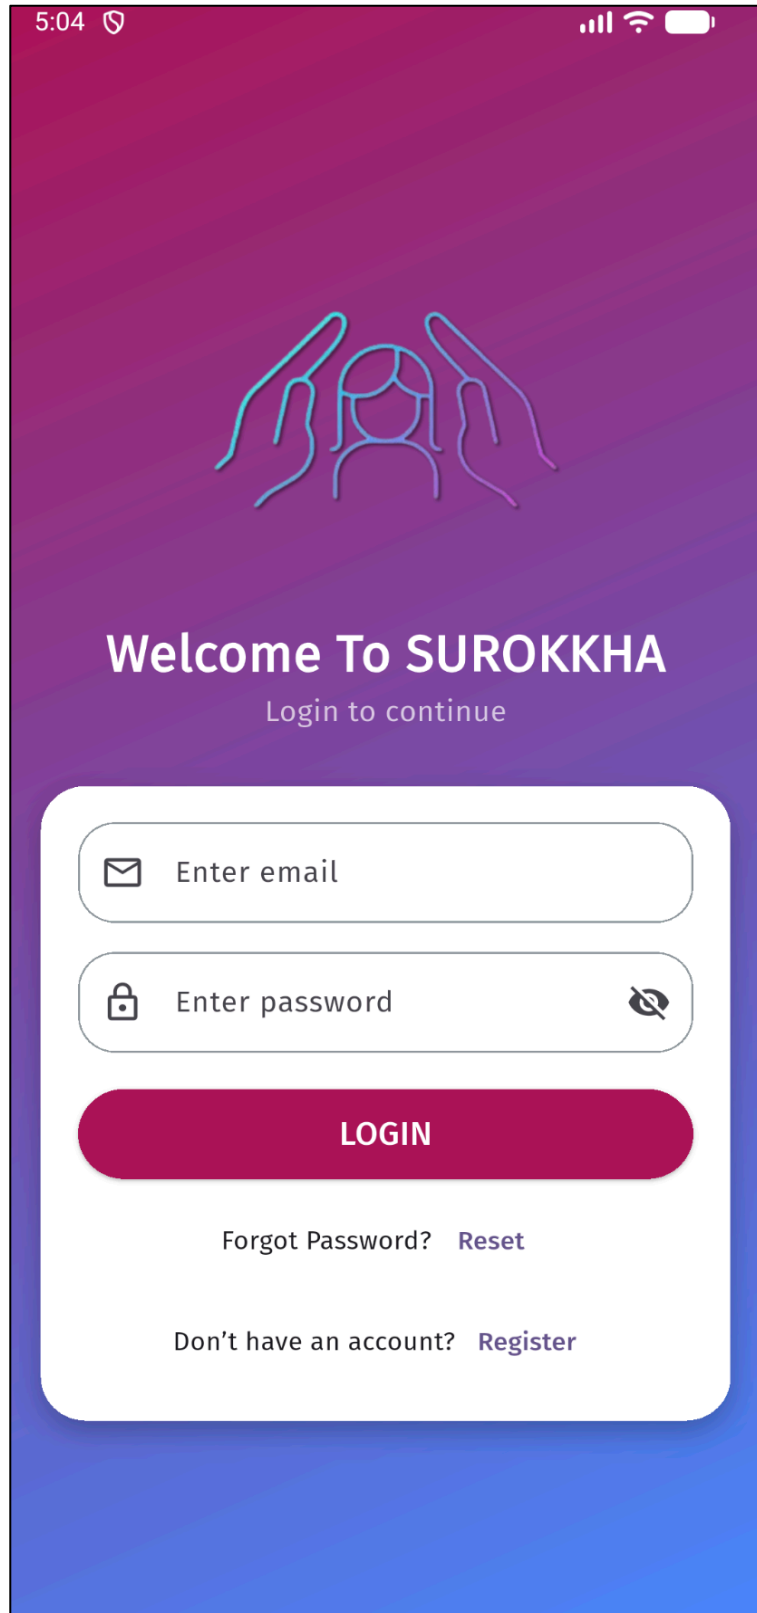 5:04
Welcome To SUROKKHA
Login to continue
Enter email
Enter password
LOGIN
Forgot Password? Reset
Don’t have an account? Register